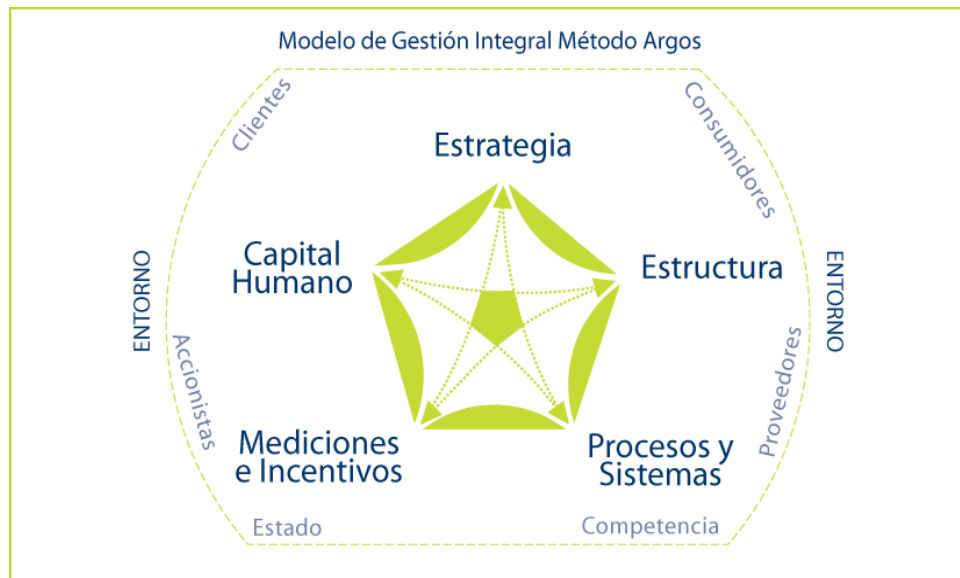 Modelo de Gestión Integral Método Argos
Clientes
Consumidores
Estrategia
Capital
Humano
Estructura
ENTORNO
ENTORNO
Accionistas
Proveedores
Mediciones
e Incentivos
Procesos y
Sistemas
Estado
Competencia